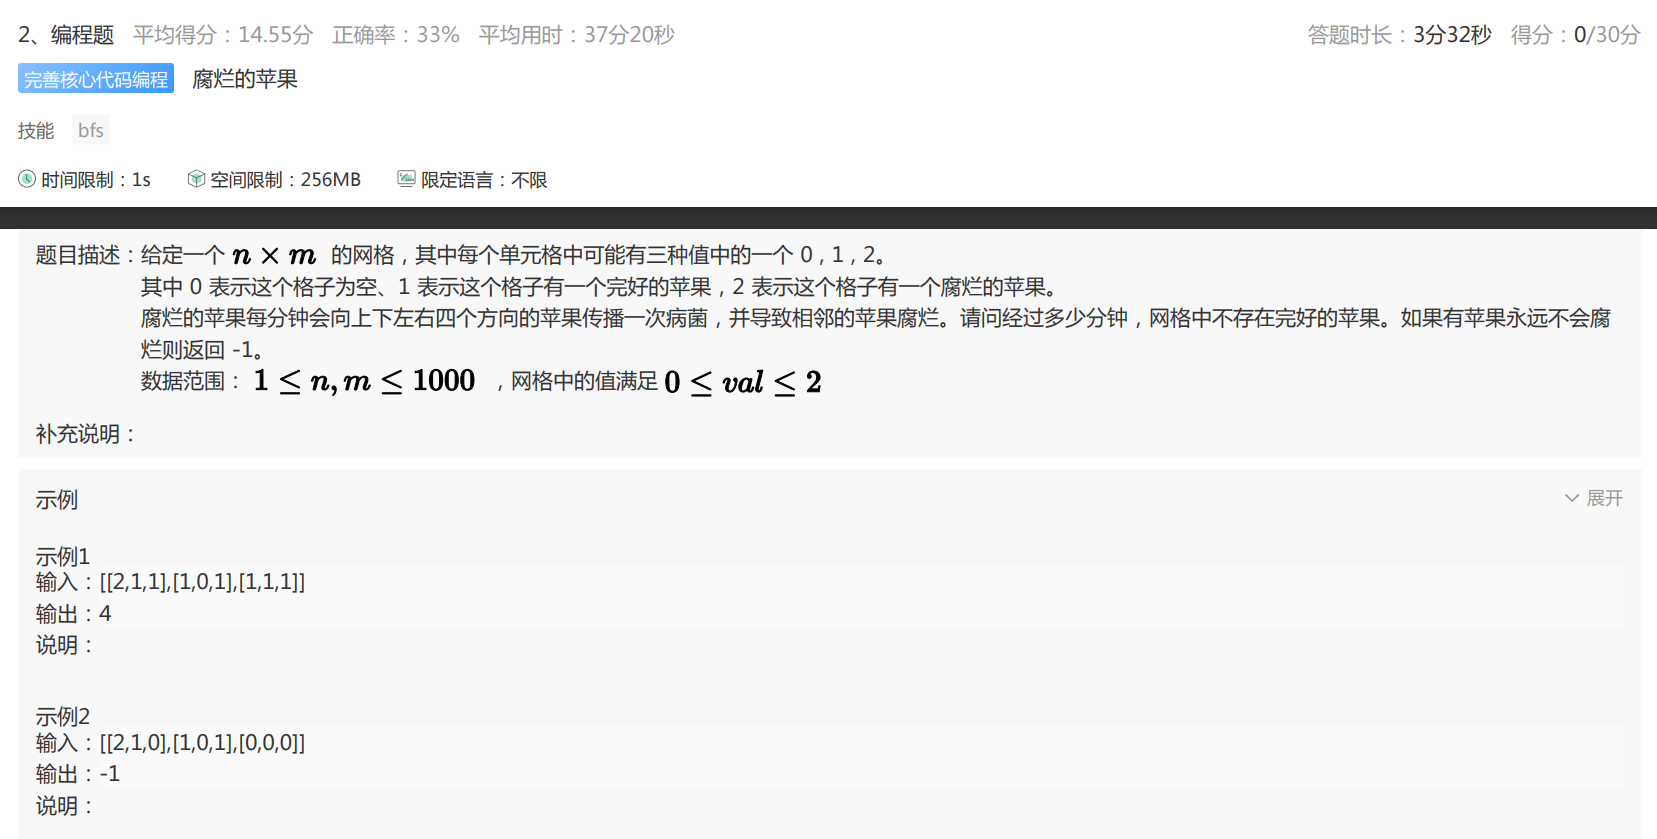 2、编程题 平均得分：14.55分 正确率：33% 平均用时：37分20秒 答题时长：3分32秒 得分：0/30分
完善核心代码编程 腐烂的苹果
技能 bfs
时间限制：1s 空间限制：256MB 限定语言：不限
题目描述：给定一个 n × m 的网格，其中每个单元格中可能有三种值中的一个 0 , 1 , 2。
其中 0 表示这个格子为空、1 表示这个格子有一个完好的苹果，2 表示这个格子有一个腐烂的苹果。
腐烂的苹果每分钟会向上下左右四个方向的苹果传播一次病菌，并导致相邻的苹果腐烂。请问经过多少分钟，网格中不存在完好的苹果。如果有苹果永远不会腐
烂则返回 -1。
数据范围： 1 ≤ n, m ≤ 1000 ，网格中的值满足 0 ≤ val ≤ 2
补充说明：
示例 展开
示例1
输入：[[2,1,1],[1,0,1],[1,1,1]]
输出：4
说明：
示例2
输入：[[2,1,0],[1,0,1],[0,0,0]]
输出：-1
说明：